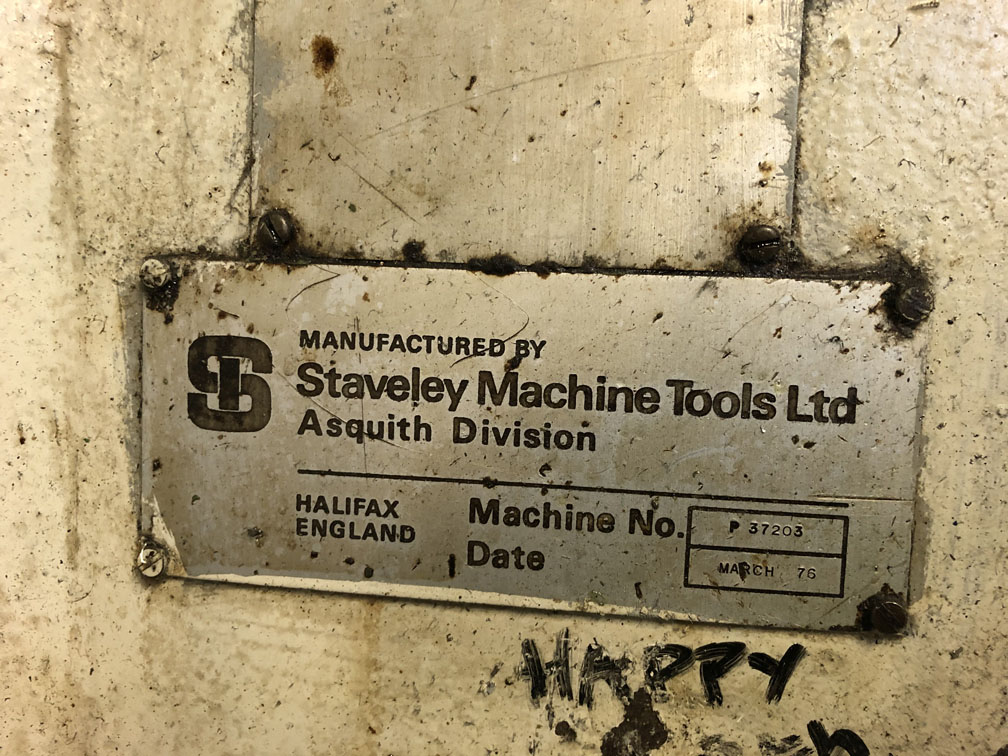 MANUFACTURED BY
Staveley Machine Tools Ltd
Asquith Division
HALIFAX
ENGLAND
Machine No. P 37203
Date MARCH 76
HAPPY